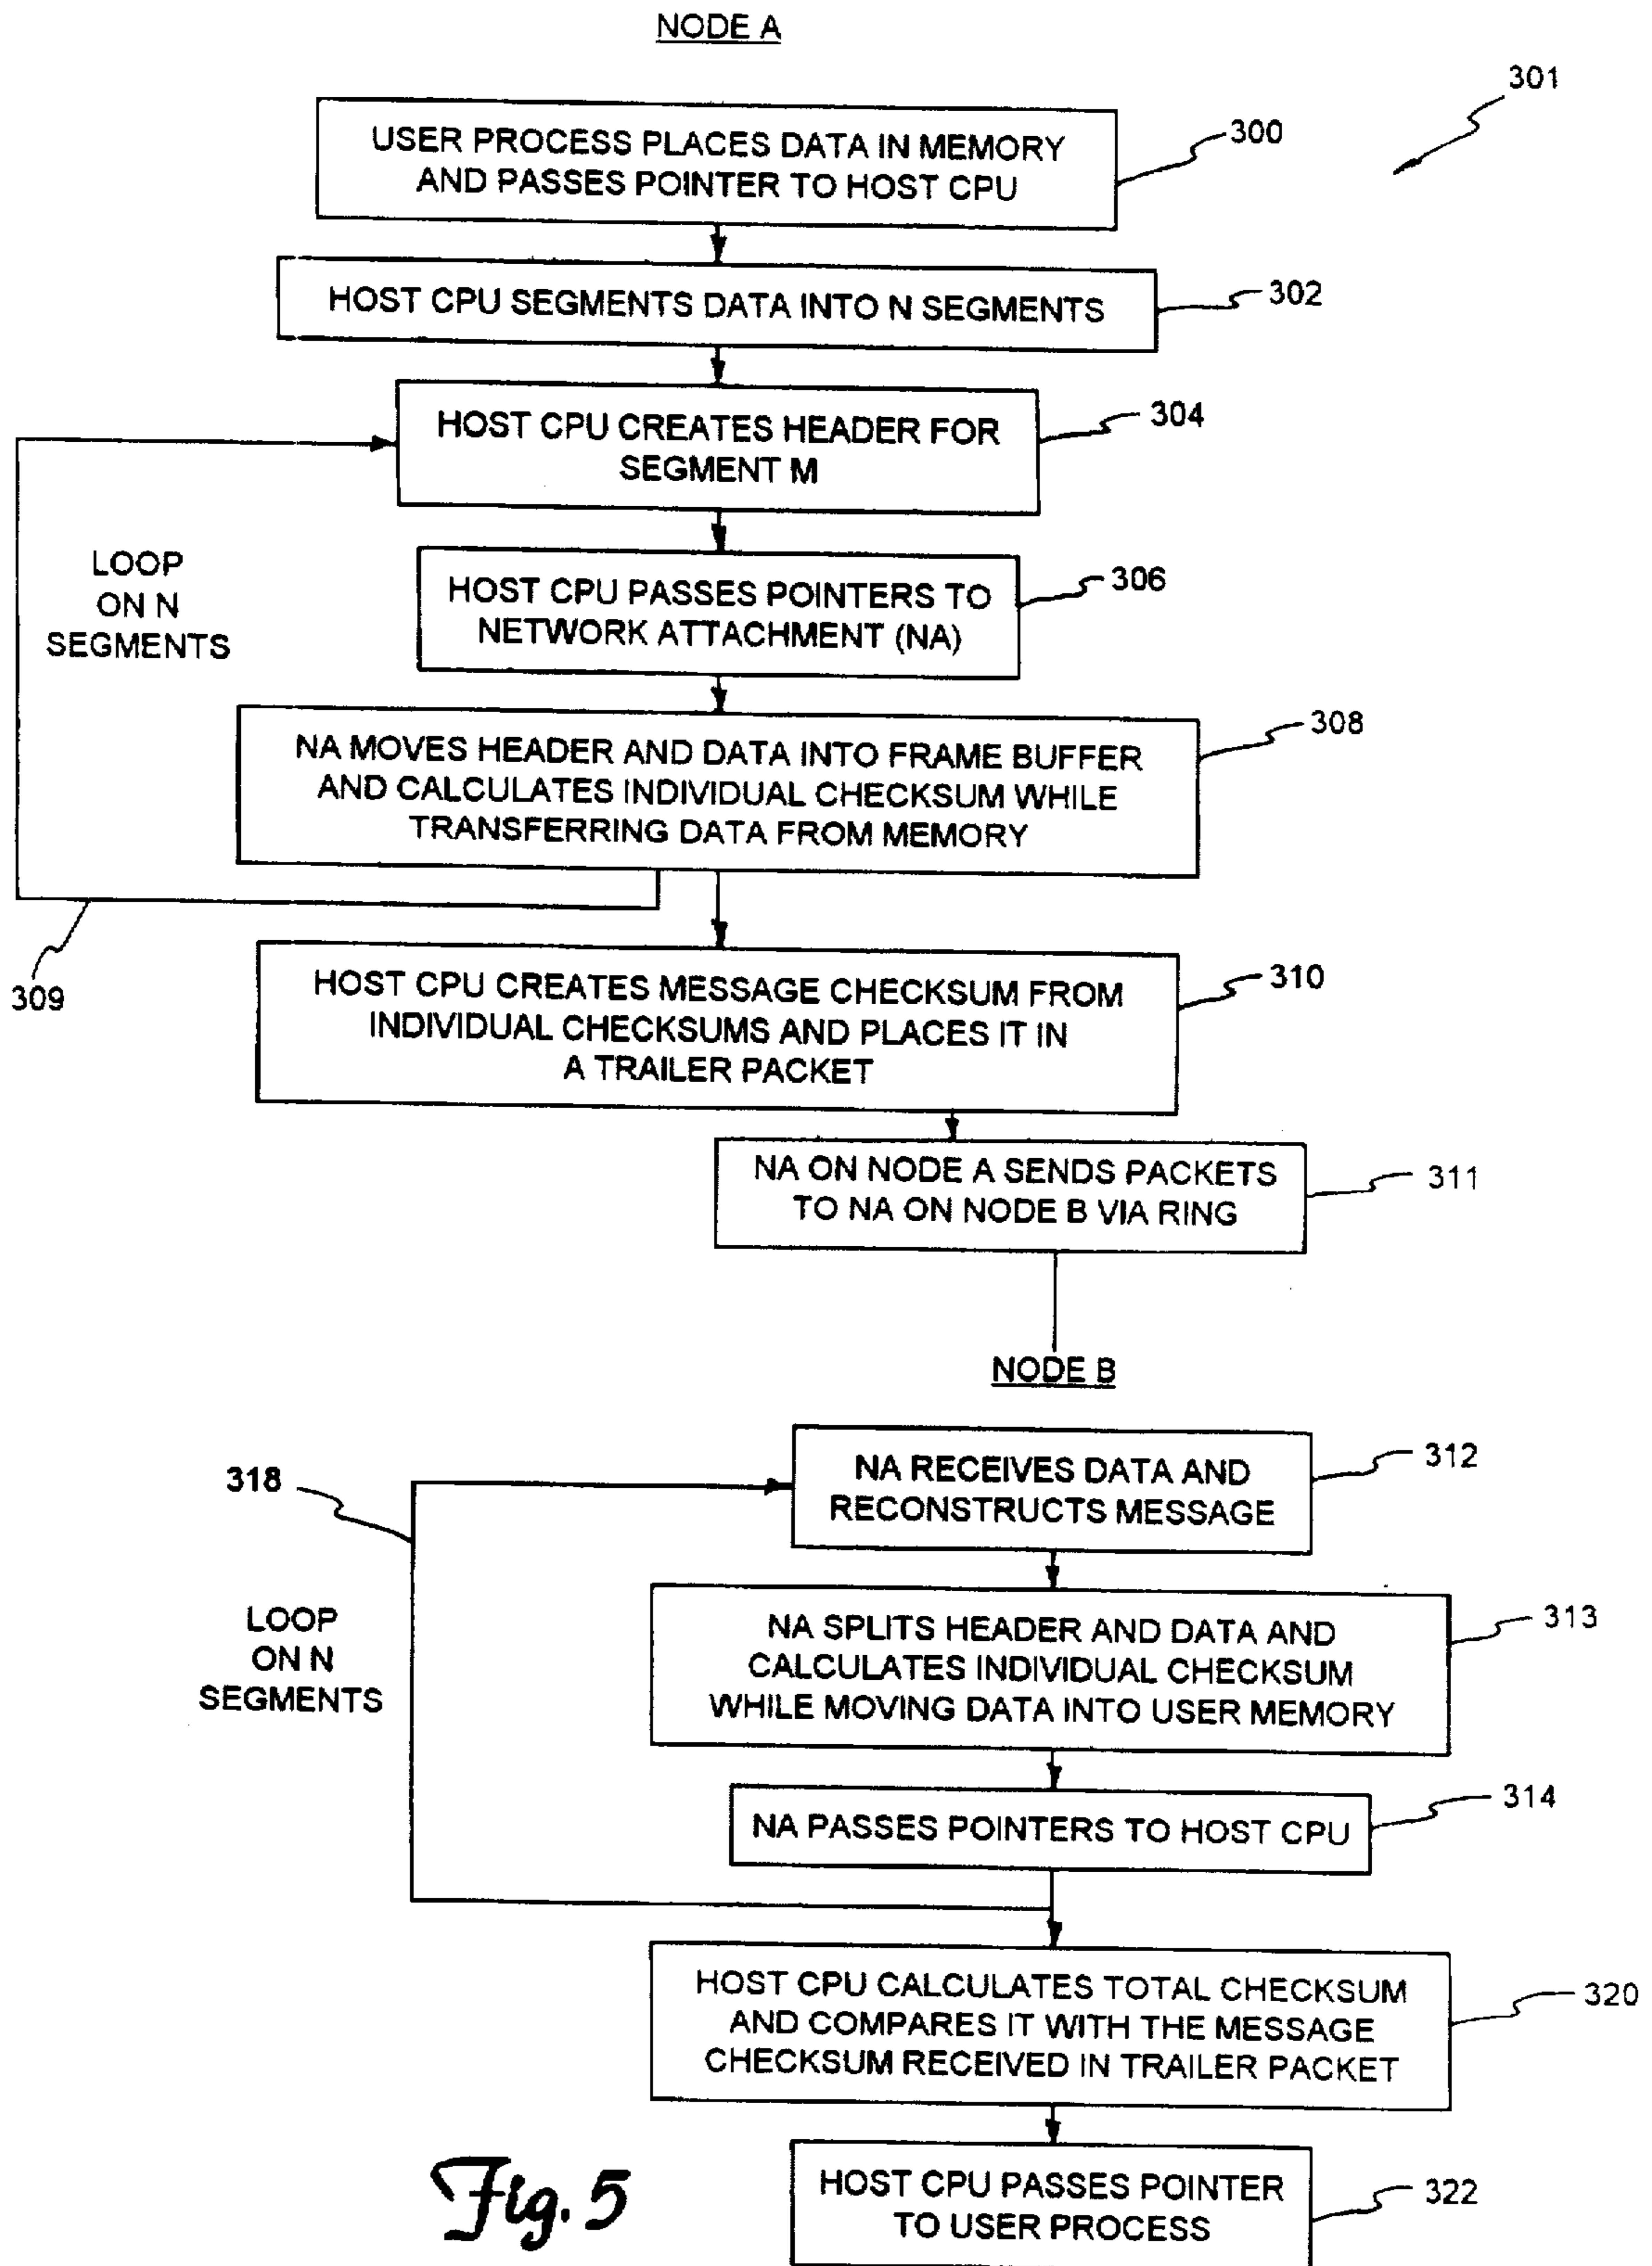 NODE A
301
USER PROCESS PLACES DATA IN MEMORY
AND PASSES POINTER TO HOST CPU
300
HOST CPU SEGMENTS DATA INTO N SEGMENTS
302
HOST CPU CREATES HEADER FOR
SEGMENT M
304
LOOP
ON N
SEGMENTS
HOST CPU PASSES POINTERS TO
NETWORK ATTACHMENT (NA)
306
NA MOVES HEADER AND DATA INTO FRAME BUFFER
AND CALCULATES INDIVIDUAL CHECKSUM WHILE
TRANSFERRING DATA FROM MEMORY
308
309
HOST CPU CREATES MESSAGE CHECKSUM FROM
INDIVIDUAL CHECKSUMS AND PLACES IT IN
A TRAILER PACKET
310
NA ON NODE A SENDS PACKETS
TO NA ON NODE B VIA RING
311
NODE B
318
NA RECEIVES DATA AND
RECONSTRUCTS MESSAGE
312
LOOP
ON N
SEGMENTS
NA SPLITS HEADER AND DATA AND
CALCULATES INDIVIDUAL CHECKSUM
WHILE MOVING DATA INTO USER MEMORY
313
NA PASSES POINTERS TO HOST CPU
314
HOST CPU CALCULATES TOTAL CHECKSUM
AND COMPARES IT WITH THE MESSAGE
CHECKSUM RECEIVED IN TRAILER PACKET
320
HOST CPU PASSES POINTER
TO USER PROCESS
322
Fig. 5